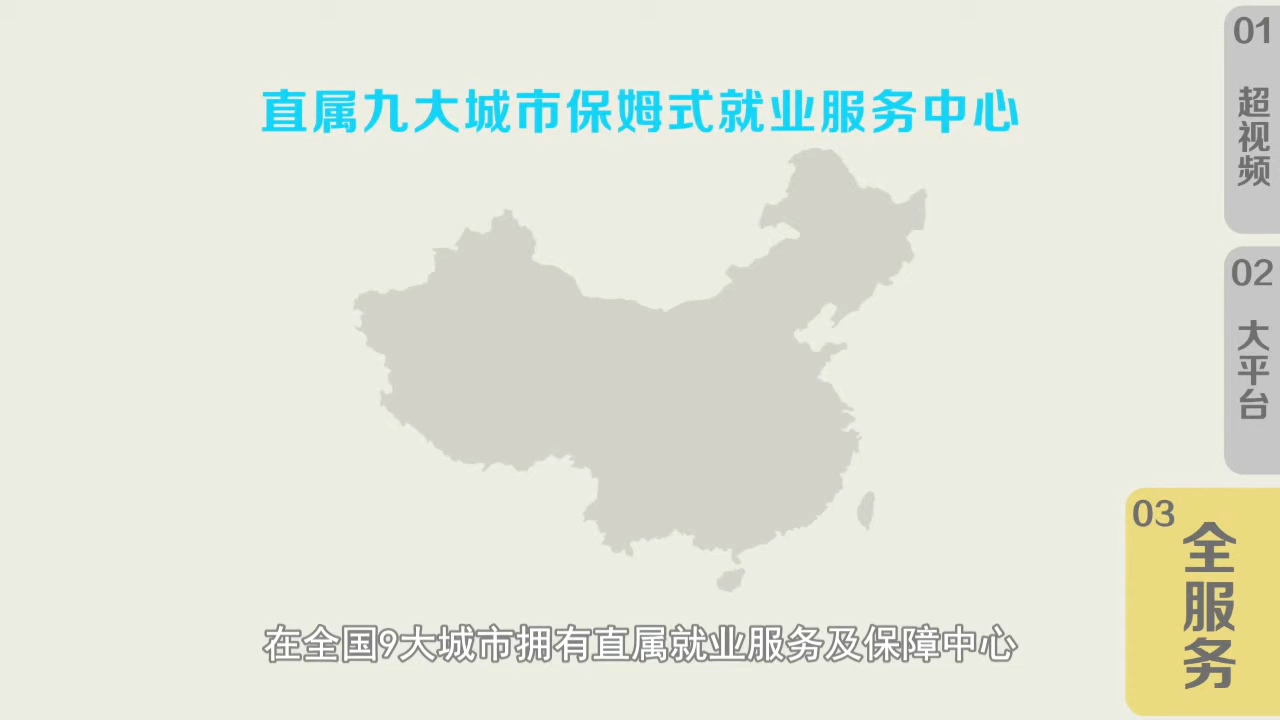 直属九大城市保姆式就业服务中心
01
超视频
02
大平台
03
全服务
在全国9大城市拥有直属就业服务及保障中心